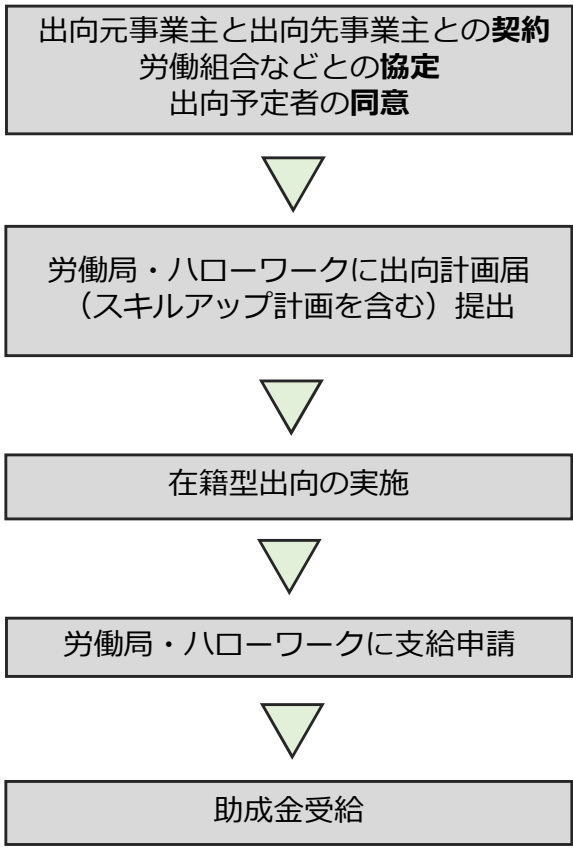 出向元事業主と出向先事業主との契約
労働組合などとの協定
出向予定者の同意
労働局・ハローワークに出向計画届
（スキルアップ計画を含む）提出
在籍型出向の実施
労働局・ハローワークに支給申請
助成金受給